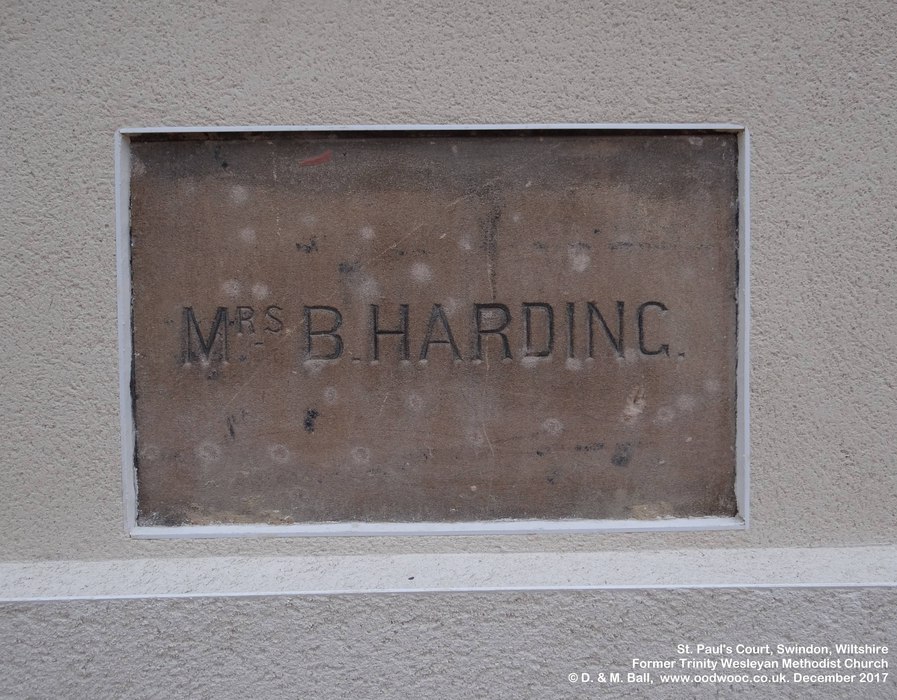 MRS B. HARDING.
St. Paul's Court, Swindon, Wiltshire
Former Trinity Wesleyan Methodist Church
© D. & M. Ball, www.oodwooc.co.uk. December 2017